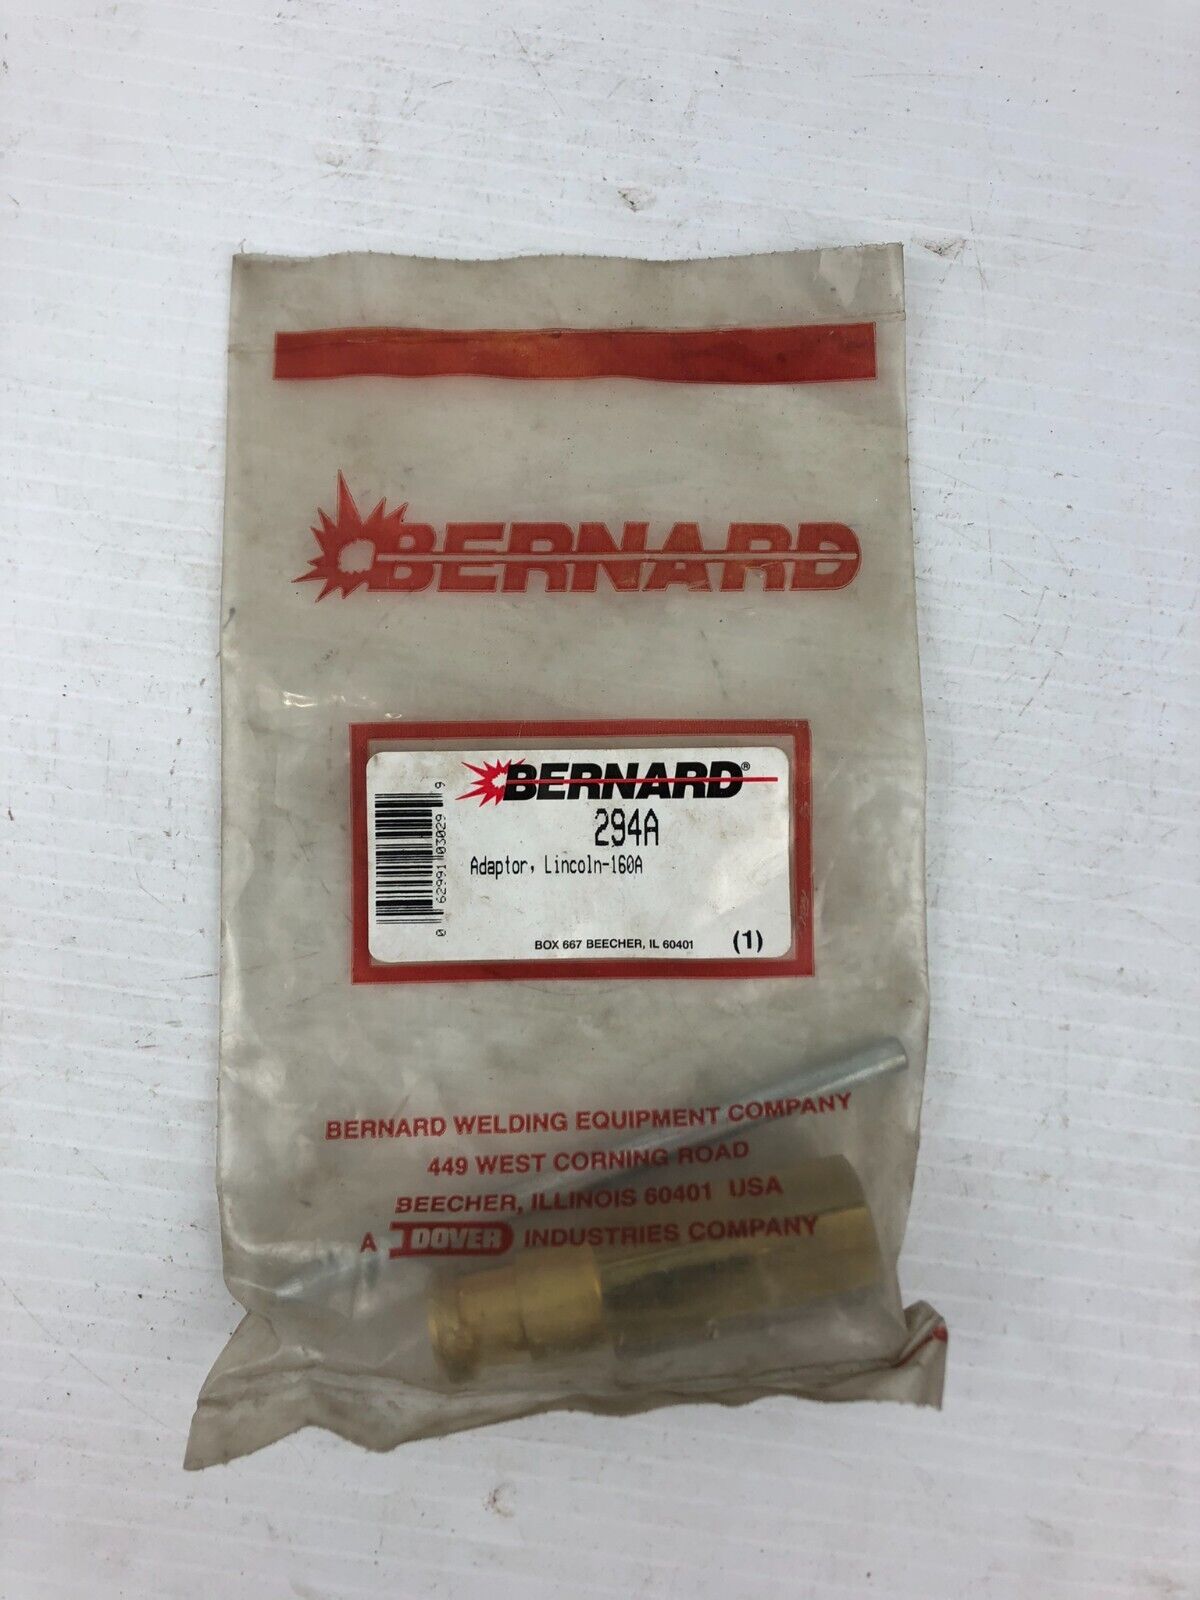 BERNARD
BERNARD®
294A
Adaptor, Lincoln-160A
0 62991 03029 9
BOX 667 BEECHER, IL 60401 (1)
BERNARD WELDING EQUIPMENT COMPANY
449 WEST CORNING ROAD
BEECHER, ILLINOIS 60401 USA
A DOVER INDUSTRIES COMPANY